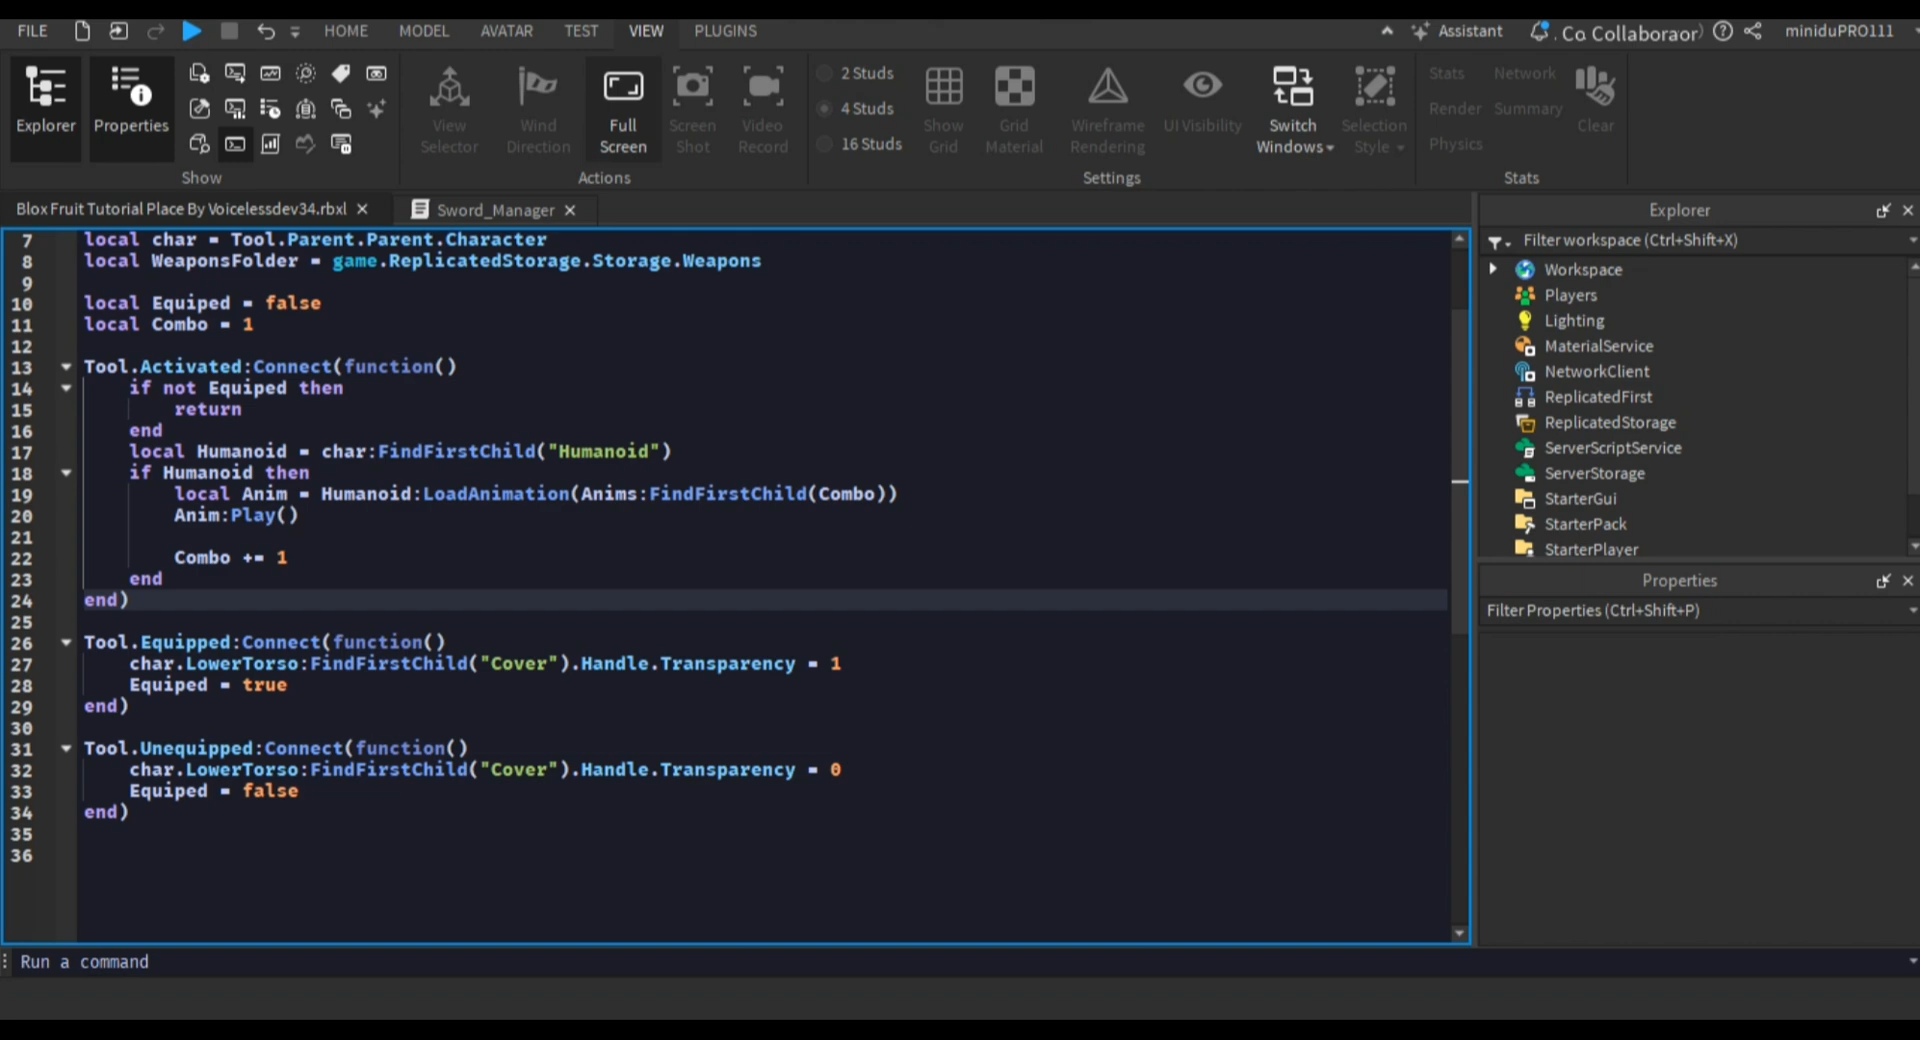 FILE HOME MODEL AVATAR TEST VIEW PLUGINS Assistant . Co Collaboraor) miniduPRO111
Explorer Properties View Selector Wind Direction Full Screen Screen Shot Video Record
2 Studs
4 Studs
16 Studs
Show Grid Grid Material Wireframe Rendering UI Visibility Switch Windows Selection Style
Stats Network
Render Summary
Physics
Clear
Show Actions Settings Stats
Blox Fruit Tutorial Place By Voicelessdev34.rbxl Sword_Manager
7 local char = Tool.Parent.Parent.Character
8 local WeaponsFolder = game.ReplicatedStorage.Storage.Weapons
9
10 local Equiped = false
11 local Combo = 1
12
13 Tool.Activated:Connect(function()
14 if not Equiped then
15 return
16 end
17 local Humanoid = char:FindFirstChild("Humanoid")
18 if Humanoid then
19 local Anim = Humanoid:LoadAnimation(Anims:FindFirstChild(Combo))
20 Anim:Play()
21
22 Combo += 1
23 end
24 end)
25
26 Tool.Equipped:Connect(function()
27 char.LowerTorso:FindFirstChild("Cover").Handle.Transparency = 1
28 Equiped = true
29 end)
30
31 Tool.Unequipped:Connect(function()
32 char.LowerTorso:FindFirstChild("Cover").Handle.Transparency = 0
33 Equiped = false
34 end)
35
36
Run a command
Explorer
Filter workspace (Ctrl+Shift+X)
Workspace
Players
Lighting
MaterialService
NetworkClient
ReplicatedFirst
ReplicatedStorage
ServerScriptService
ServerStorage
StarterGui
StarterPack
StarterPlayer
Properties
Filter Properties (Ctrl+Shift+P)